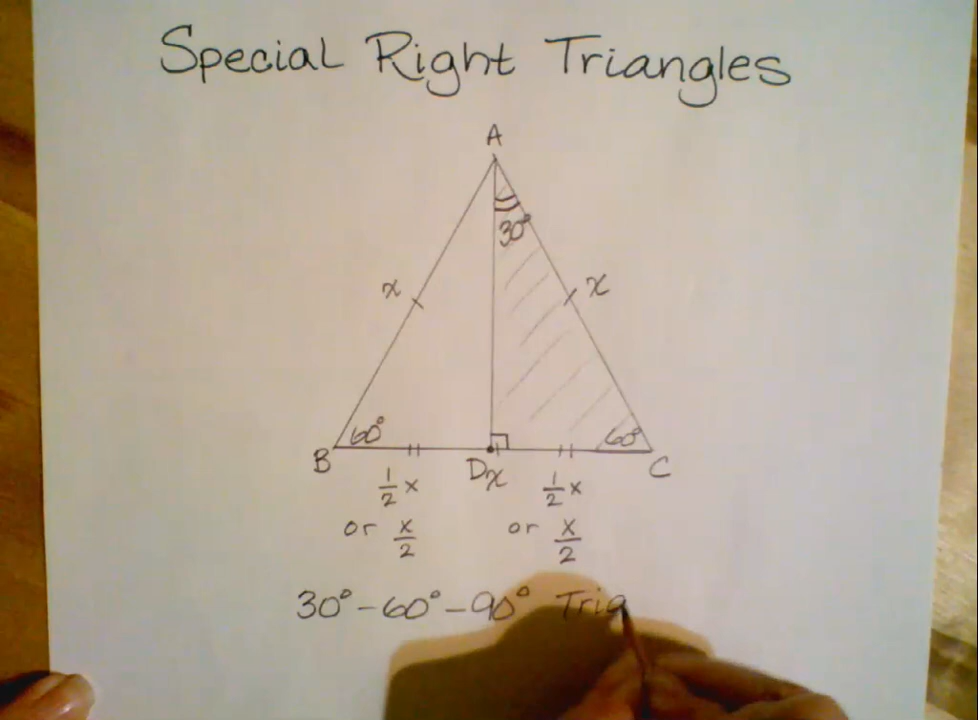 Special Right Triangles
A
30°
x x
60° 60°
B D x C
1/2 x 1/2 x
or x/2 or x/2
30°-60°-90° Tria